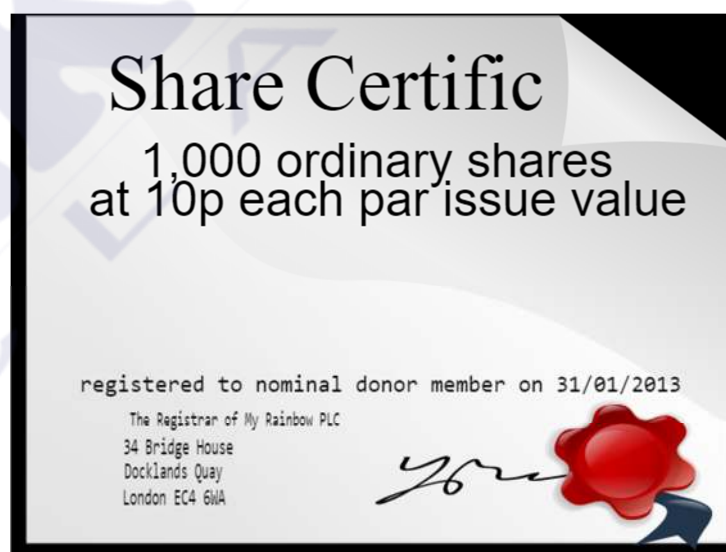 Share Certific
1,000 ordinary shares
at 10p each par issue value
registered to nominal donor member on 31/01/2013
The Registrar of My Rainbow PLC
34 Bridge House
Docklands Quay
London EC4 6WA